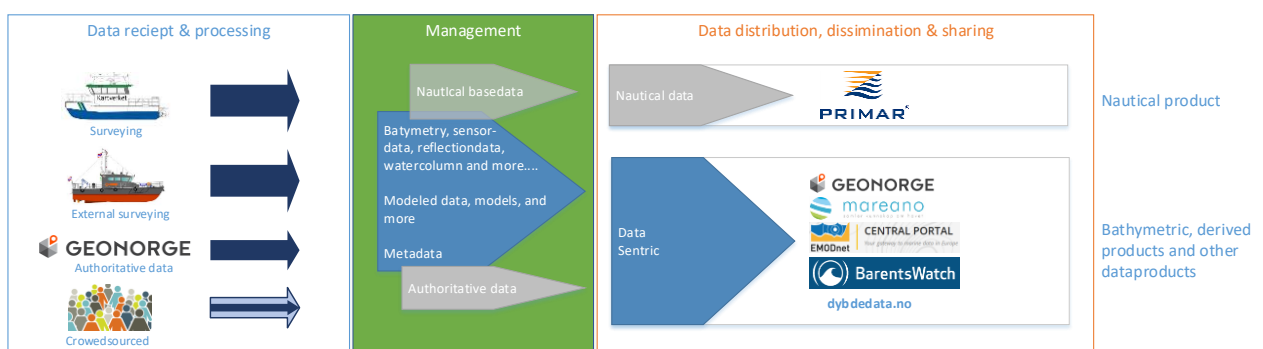 Data reciept & processing
Kartverket
Surveying
External surveying
GEONORGE
Authoritative data
Crowedsourced
Management
Nautical basedata
Batymetry, sensor-
data, reflectiondata,
watercolumn and more....
Modeled data, models, and
more
Metadata
Authoritative data
Data distribution, dissimination & sharing
Nautical data
PRIMAR
Data
Sentric
GEONORGE
mareano
EMODnet
CENTRAL PORTAL
Your gateway to marine data in Europe
BarentsWatch
dybdedata.no
Nautical product
Bathymetric, derived
products and other
dataproducts